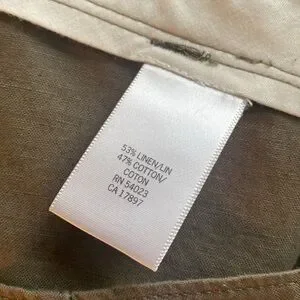 53% LINEN/LIN
47% COTTON/
COTON
RN 54023
CA 17897